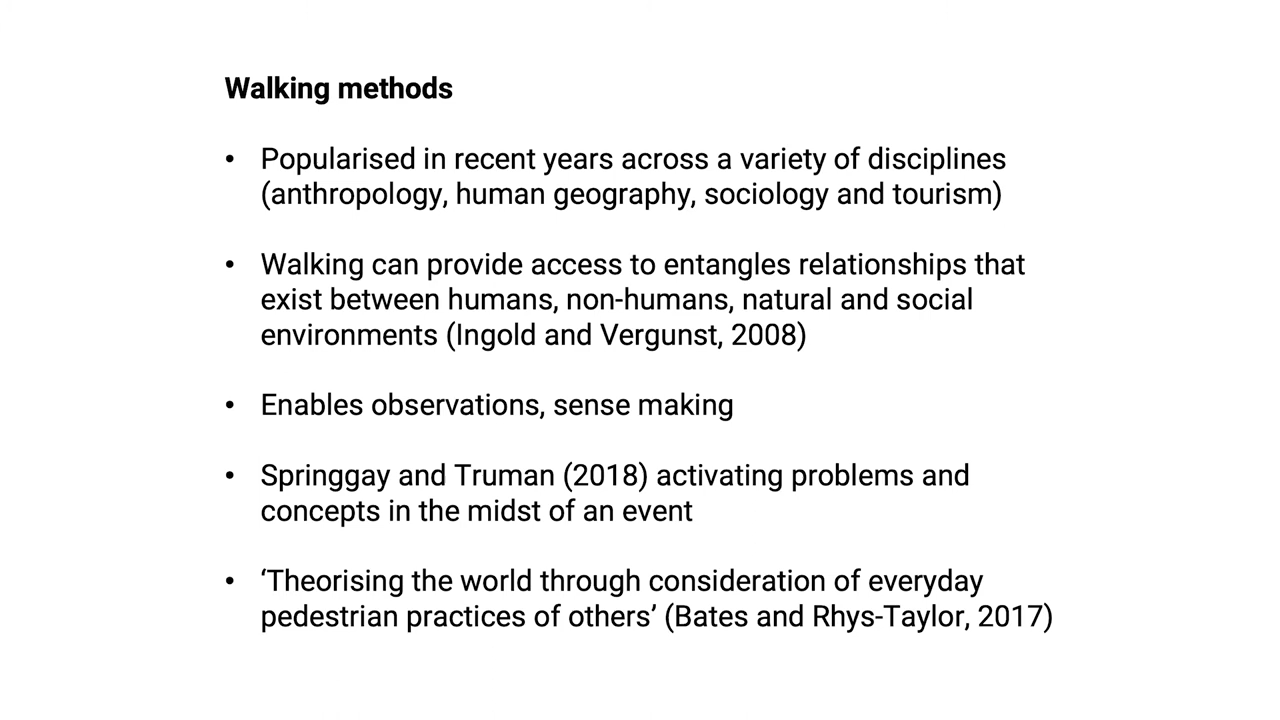 Walking methods
• Popularised in recent years across a variety of disciplines
(anthropology, human geography, sociology and tourism)
• Walking can provide access to entangles relationships that
exist between humans, non-humans, natural and social
environments (Ingold and Vergunst, 2008)
• Enables observations, sense making
• Springgay and Truman (2018) activating problems and
concepts in the midst of an event
• ‘Theorising the world through consideration of everyday
pedestrian practices of others’ (Bates and Rhys-Taylor, 2017)